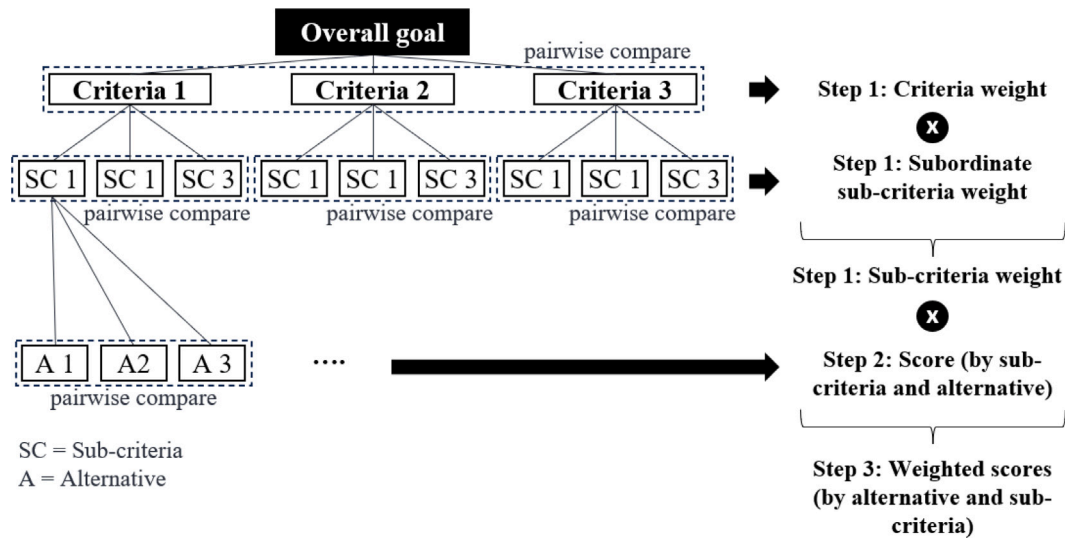 Overall goal
pairwise compare
Criteria 1 Criteria 2 Criteria 3
Step 1: Criteria weight
X
SC 1 SC 1 SC 3 SC 1 SC 1 SC 3 SC 1 SC 1 SC 3
pairwise compare pairwise compare pairwise compare
Step 1: Subordinate
sub-criteria weight
Step 1: Sub-criteria weight
X
A 1 A2 A 3 ....
pairwise compare
Step 2: Score (by sub-
criteria and alternative)
SC = Sub-criteria
A = Alternative
Step 3: Weighted scores
(by alternative and sub-
criteria)